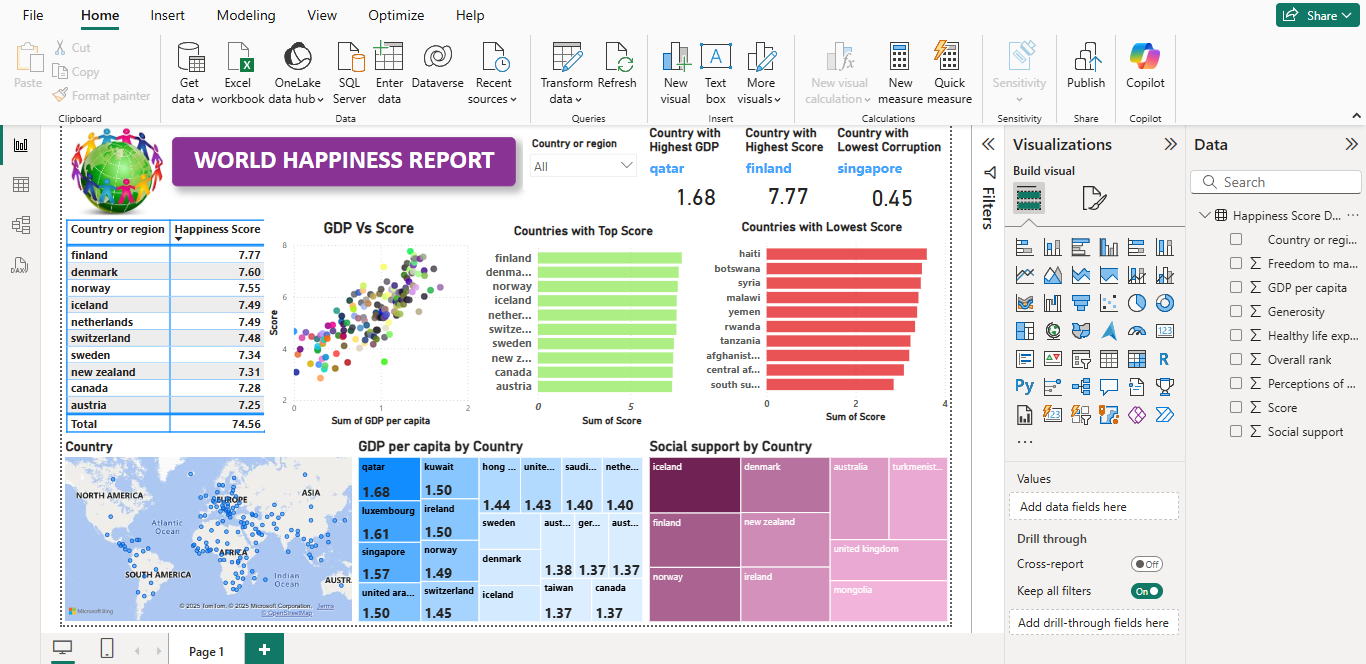 File Home Insert Modeling View Optimize Help Share
Paste
Cut
Copy
Format painter
Clipboard
Get data
Excel workbook
OneLake data hub
SQL Server
Enter data
Dataverse
Recent sources
Data
Transform data
Refresh
Queries
New visual
Text box
More visuals
Insert
New visual calculation
New measure
Quick measure
Calculations
Sensitivity
Sensitivity
Publish
Share
Copilot
Copilot
WORLD HAPPINESS REPORT
Country or region
All
Country with
Highest GDP
qatar
1.68
Country with
Highest Score
finland
7.77
Country with
Lowest Corruption
singapore
0.45
Country or region Happiness Score
finland 7.77
denmark 7.60
norway 7.55
iceland 7.49
netherlands 7.49
switzerland 7.48
sweden 7.34
new zealand 7.31
canada 7.28
austria 7.25
Total 74.56
GDP Vs Score
Score
8
6
4
2
0 1 2
Sum of GDP per capita
Countries with Top Score
finland
denma...
norway
iceland
nether...
switze...
sweden
new z...
canada
austria
0 5
Sum of Score
Countries with Lowest Score
haiti
botswana
syria
malawi
yemen
rwanda
tanzania
afghanist...
central af...
south su...
0 2 4
Sum of Score
Country
NORTH AMERICA
EUROPE
ASIA
Atlantic
Ocean
AFRICA
SOUTH AMERICA
Indian
Ocean
AUSTR
Microsoft Bing
© 2025 TomTom, © 2025 Microsoft Corporation, Terms
© OpenStreetMap
GDP per capita by Country
qatar
1.68
luxembourg
1.61
singapore
1.57
united ara...
1.50
kuwait
1.50
ireland
1.50
norway
1.49
switzerland
1.45
hong ...
1.44
unite...
1.43
saudi...
1.40
nethe...
1.40
sweden
denmark
iceland
aust...
1.38
ger...
1.37
aust...
1.37
taiwan
1.37
canada
1.37
Social support by Country
iceland
finland
norway
denmark
new zealand
ireland
australia
turkmenist...
united kingdom
mongolia
Filters
Visualizations
Build visual
123
R
Py
123
...
Values
Add data fields here
Drill through
Cross-report Off
Keep all filters On
Add drill-through fields here
Data
Search
Happiness Score D... ...
Country or regi...
Freedom to ma...
GDP per capita
Generosity
Healthy life exp...
Overall rank
Perceptions of ...
Score
Social support
DAX
Page 1 +